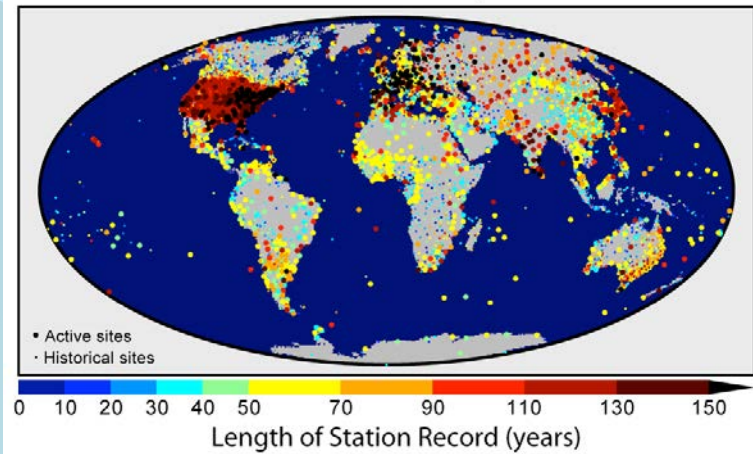 • Active sites
· Historical sites
0 10 20 30 40 50 70 90 110 130 150
Length of Station Record (years)